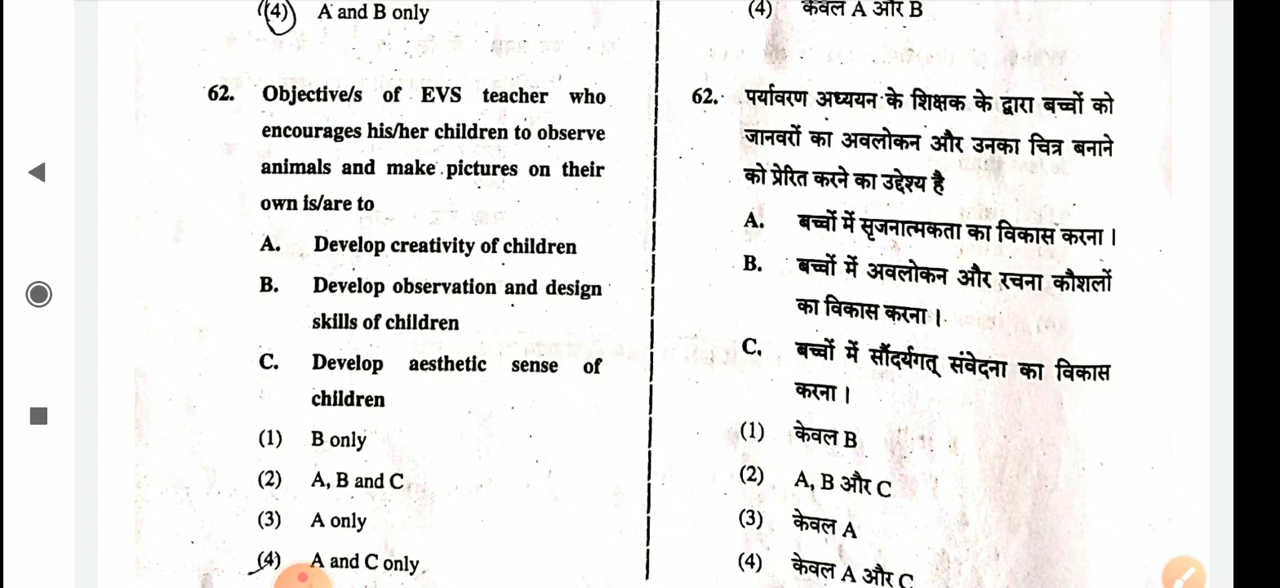 (4) A and B only
62. Objective/s of EVS teacher who
encourages his/her children to observe
animals and make pictures on their
own is/are to
A. Develop creativity of children
B. Develop observation and design
skills of children
C. Develop aesthetic sense of
children
(1) B only
(2) A, B and C
(3) A only
(4) A and C only
(4) केवल A और B
62. पर्यावरण अध्ययन के शिक्षक के द्वारा बच्चों को
जानवरों का अवलोकन और उनका चित्र बनाने
को प्रेरित करने का उद्देश्य है
A. बच्चों में सृजनात्मकता का विकास करना ।
B. बच्चों में अवलोकन और रचना कौशलों
का विकास करना ।
C. बच्चों में सौंदर्यगत् संवेदना का विकास
करना ।
(1) केवल B
(2) A, B और C
(3) केवल A
(4) केवल A और C